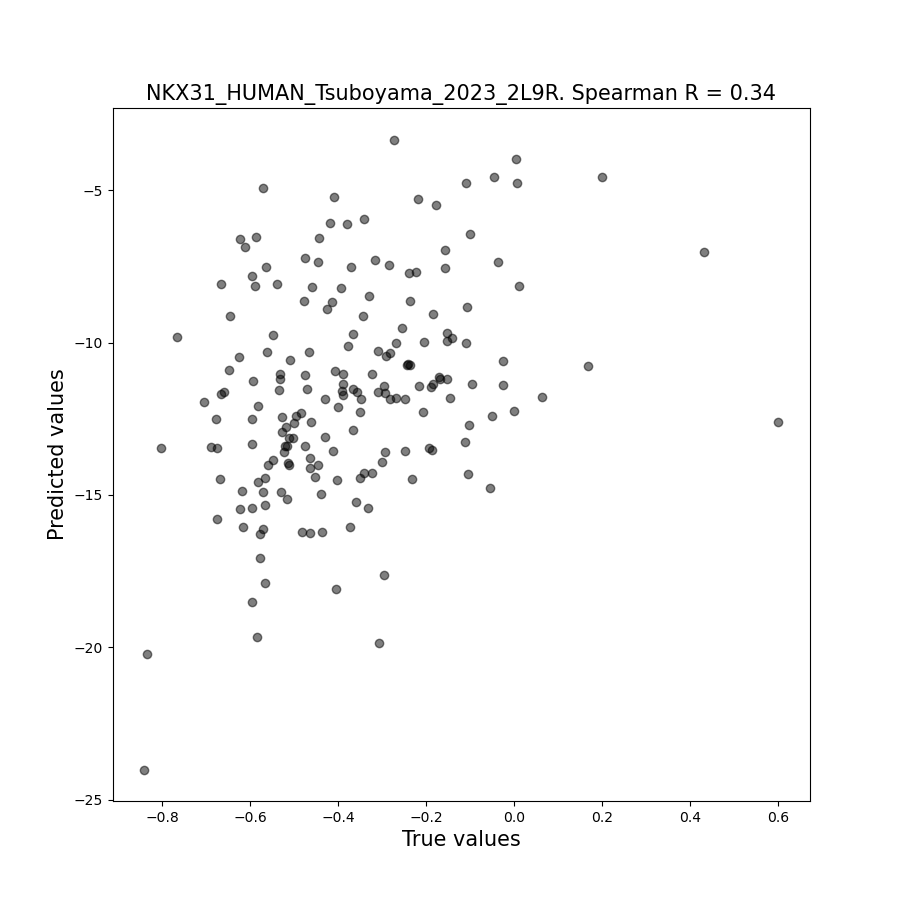 NKX31_HUMAN_Tsuboyama_2023_2L9R. Spearman R = 0.34
Predicted values
−5
−10
−15
−20
−25
−0.8 −0.6 −0.4 −0.2 0.0 0.2 0.4 0.6
True values